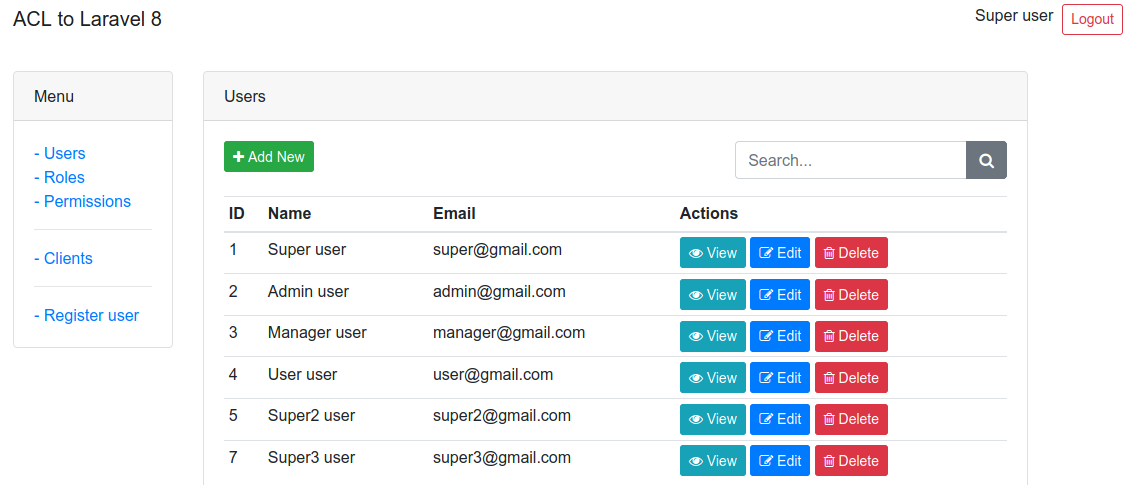 ACL to Laravel 8
Super user Logout
Menu
- Users
- Roles
- Permissions
- Clients
- Register user
Users
Add New
Search...
ID Name Email Actions
1 Super user super@gmail.com View Edit Delete
2 Admin user admin@gmail.com View Edit Delete
3 Manager user manager@gmail.com View Edit Delete
4 User user user@gmail.com View Edit Delete
5 Super2 user super2@gmail.com View Edit Delete
7 Super3 user super3@gmail.com View Edit Delete